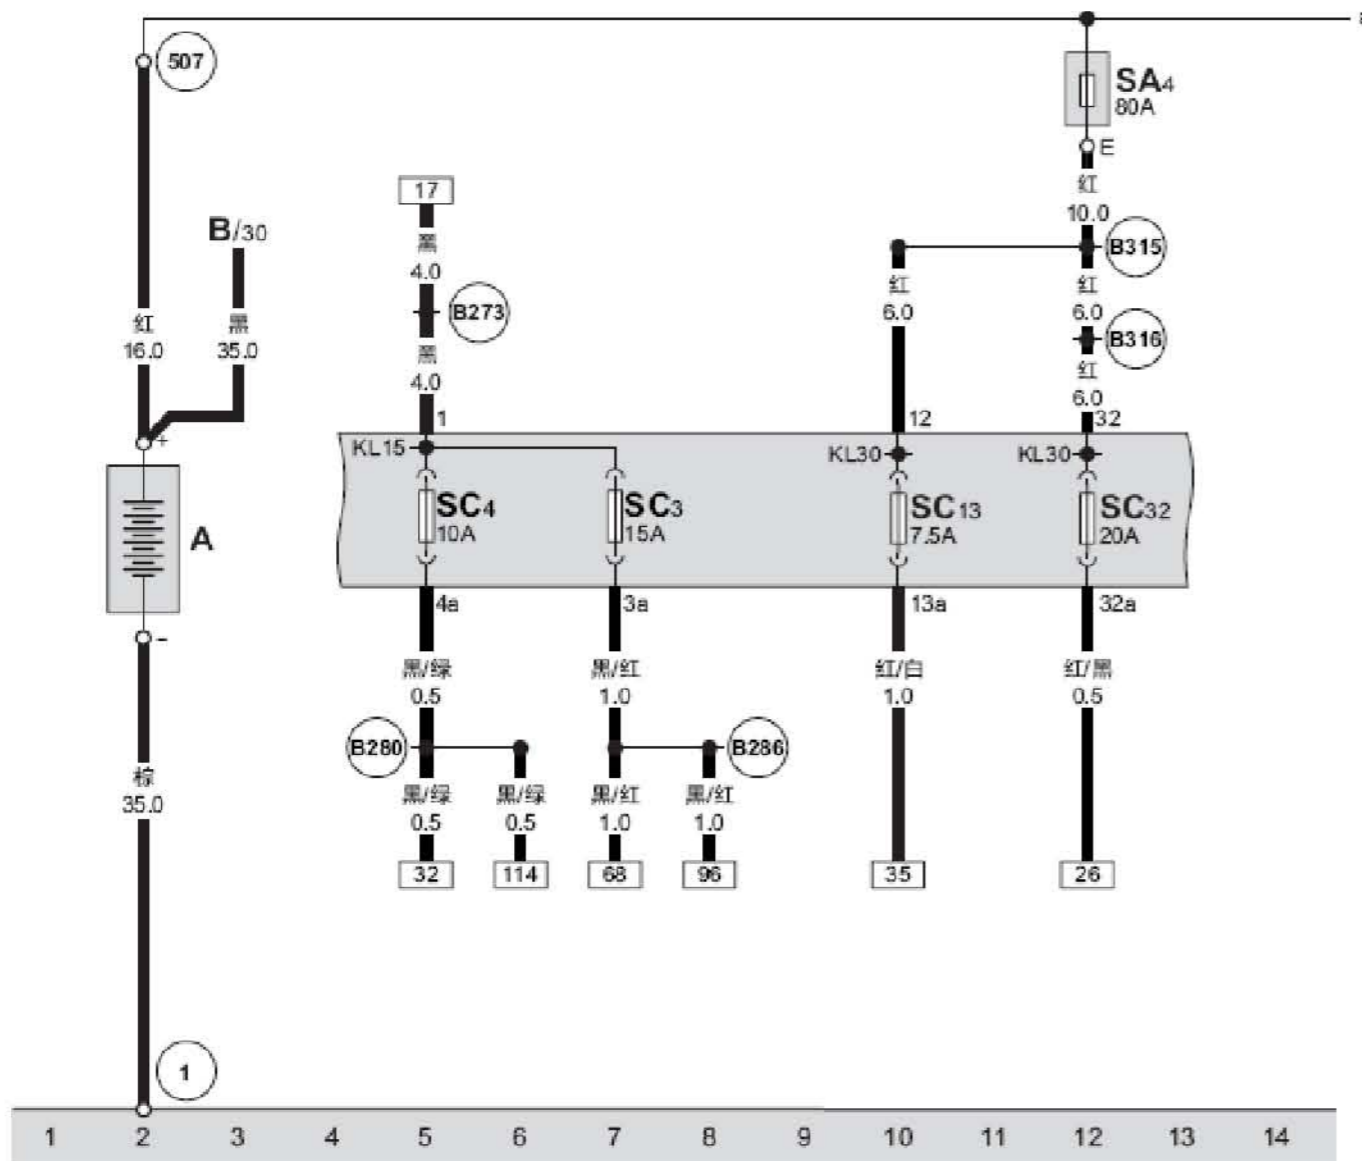 a
507
SA4
80A
E
17
红
10.0
B/30
黑
4.0
B315
红
6.0
红
6.0
B273
红
16.0
黑
35.0
B316
黑
4.0
红
6.0
+
1
12
32
KL15
KL30
KL30
SC4
10A
SC3
15A
SC13
7.5A
SC32
20A
A
4a
3a
13a
32a
-
黑/绿
0.5
黑/红
1.0
红/白
1.0
红/黑
0.5
B280
B286
棕
35.0
黑/绿
0.5
黑/绿
0.5
黑/红
1.0
黑/红
1.0
32
114
68
96
35
26
1
1 2 3 4 5 6 7 8 9 10 11 12 13 14